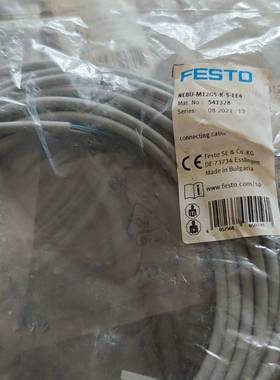 FESTO
NEBU-M12G5-K-5-LE4
Mat. No.: 541328
Series: 08.2021
connecting cable
CE Festo SE & Co. KG
DE-73734 Esslingen
Made in Bulgaria
www.festo.com/sp